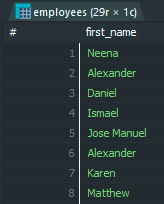 employees (29r × 1c)
# first_name
1 Neena
2 Alexander
3 Daniel
4 Ismael
5 Jose Manuel
6 Alexander
7 Karen
8 Matthew